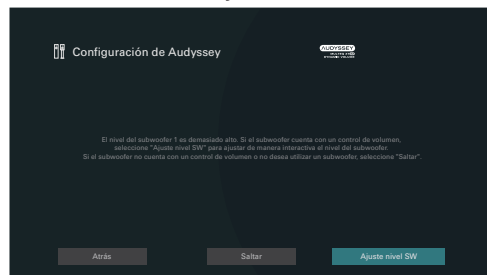 Configuración de Audyssey
AUDYSSEY
DYNAMIC VOLUME
El nivel del subwoofer 1 es demasiado alto. Si el subwoofer cuenta con un control de volumen,
seleccione "Ajuste nivel SW" para ajustar de manera interactiva el nivel del subwoofer.
Si el subwoofer no cuenta con un control de volumen o no desea utilizar un subwoofer, seleccione "Saltar".
Atrás
Saltar
Ajuste nivel SW